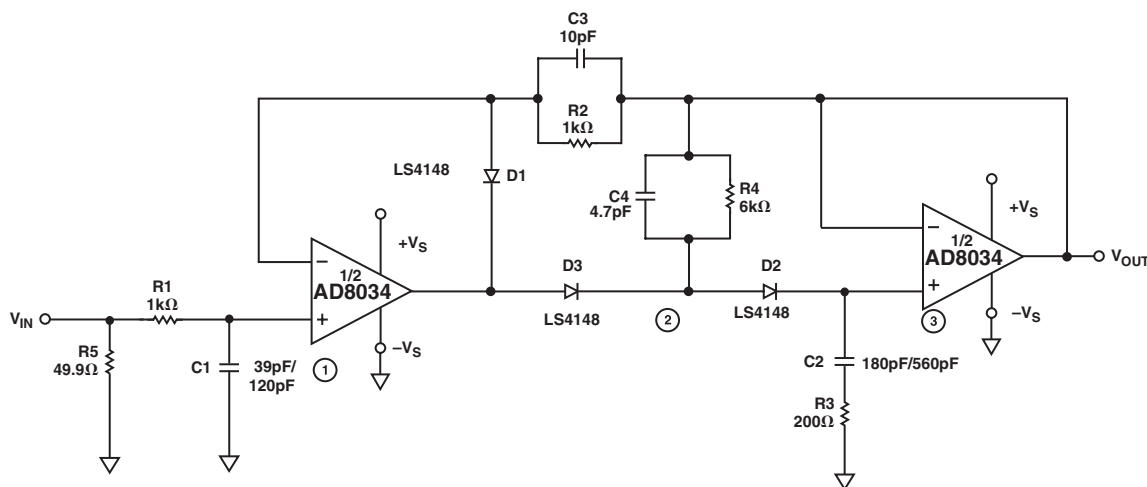 C3
10pF
R2
1kΩ
LS4148
D1
C4
4.7pF
R4
6kΩ
+VS
+VS
–
1/2
AD8034
+
–VS
–
1/2
AD8034
+
–VS
VOUT
D3
LS4148
D2
LS4148
R1
1kΩ
VIN
R5
49.9Ω
C1
39pF/
120pF
1
2
3
C2
180pF/560pF
R3
200Ω